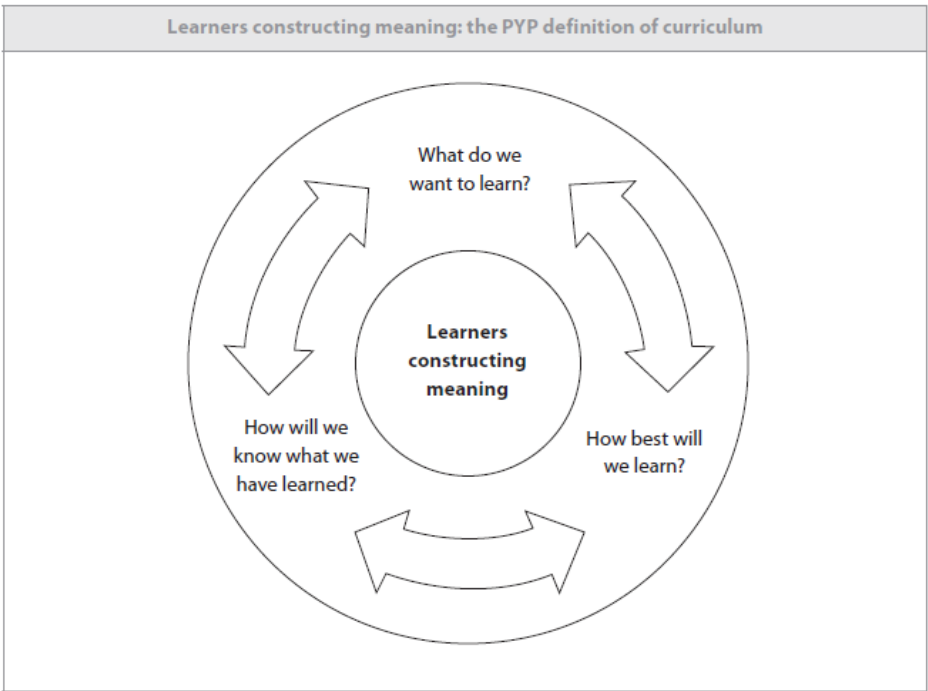 Learners constructing meaning: the PYP definition of curriculum
What do we
want to learn?
Learners
constructing
meaning
How will we
know what we
have learned?
How best will
we learn?